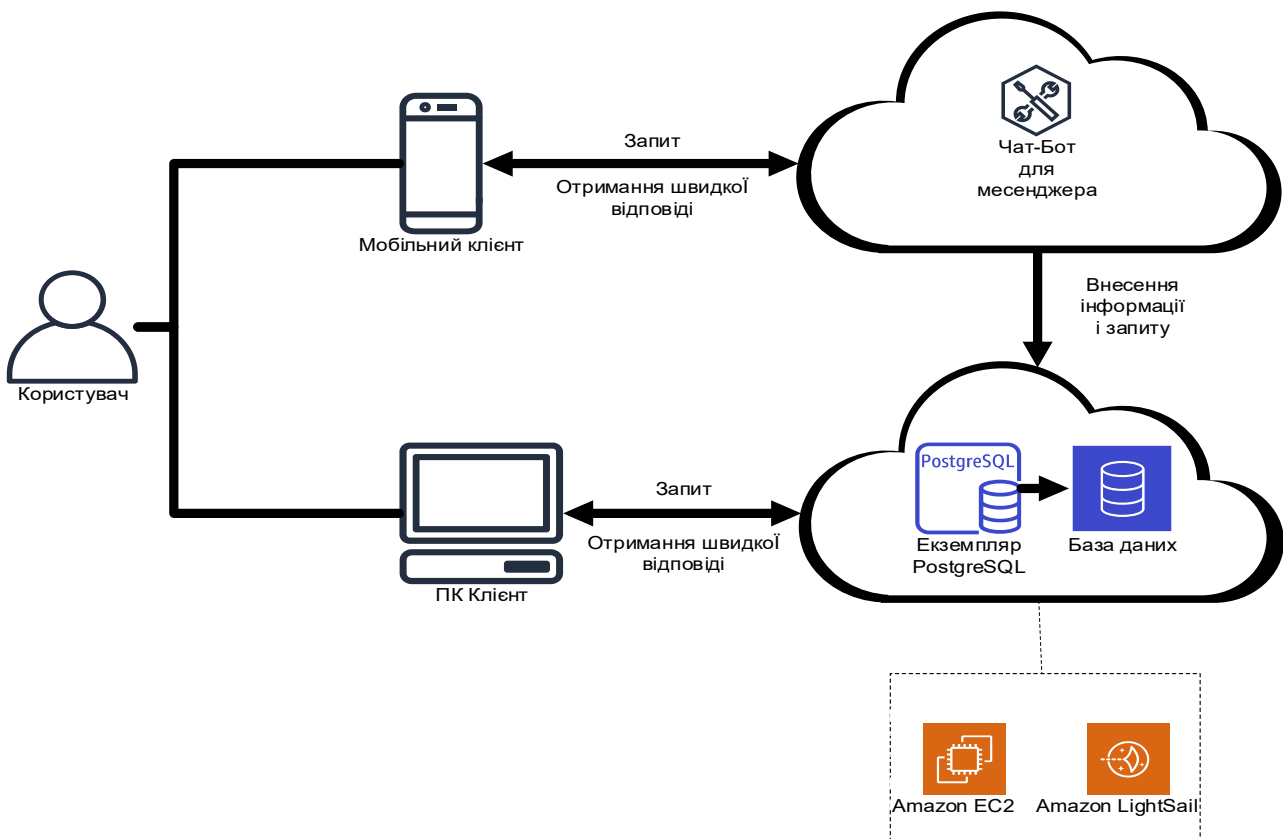 Чат-Бот
для
месенджера
Запит
Отримання швидкоЇ
відповіді
Мобільний клієнт
Внесення
інформації
і запиту
Користувач
PostgreSQL
Екземпляр
PostgreSQL
База даних
Запит
Отримання швидкоЇ
відповіді
ПК Клієнт
Amazon EC2
Amazon LightSail